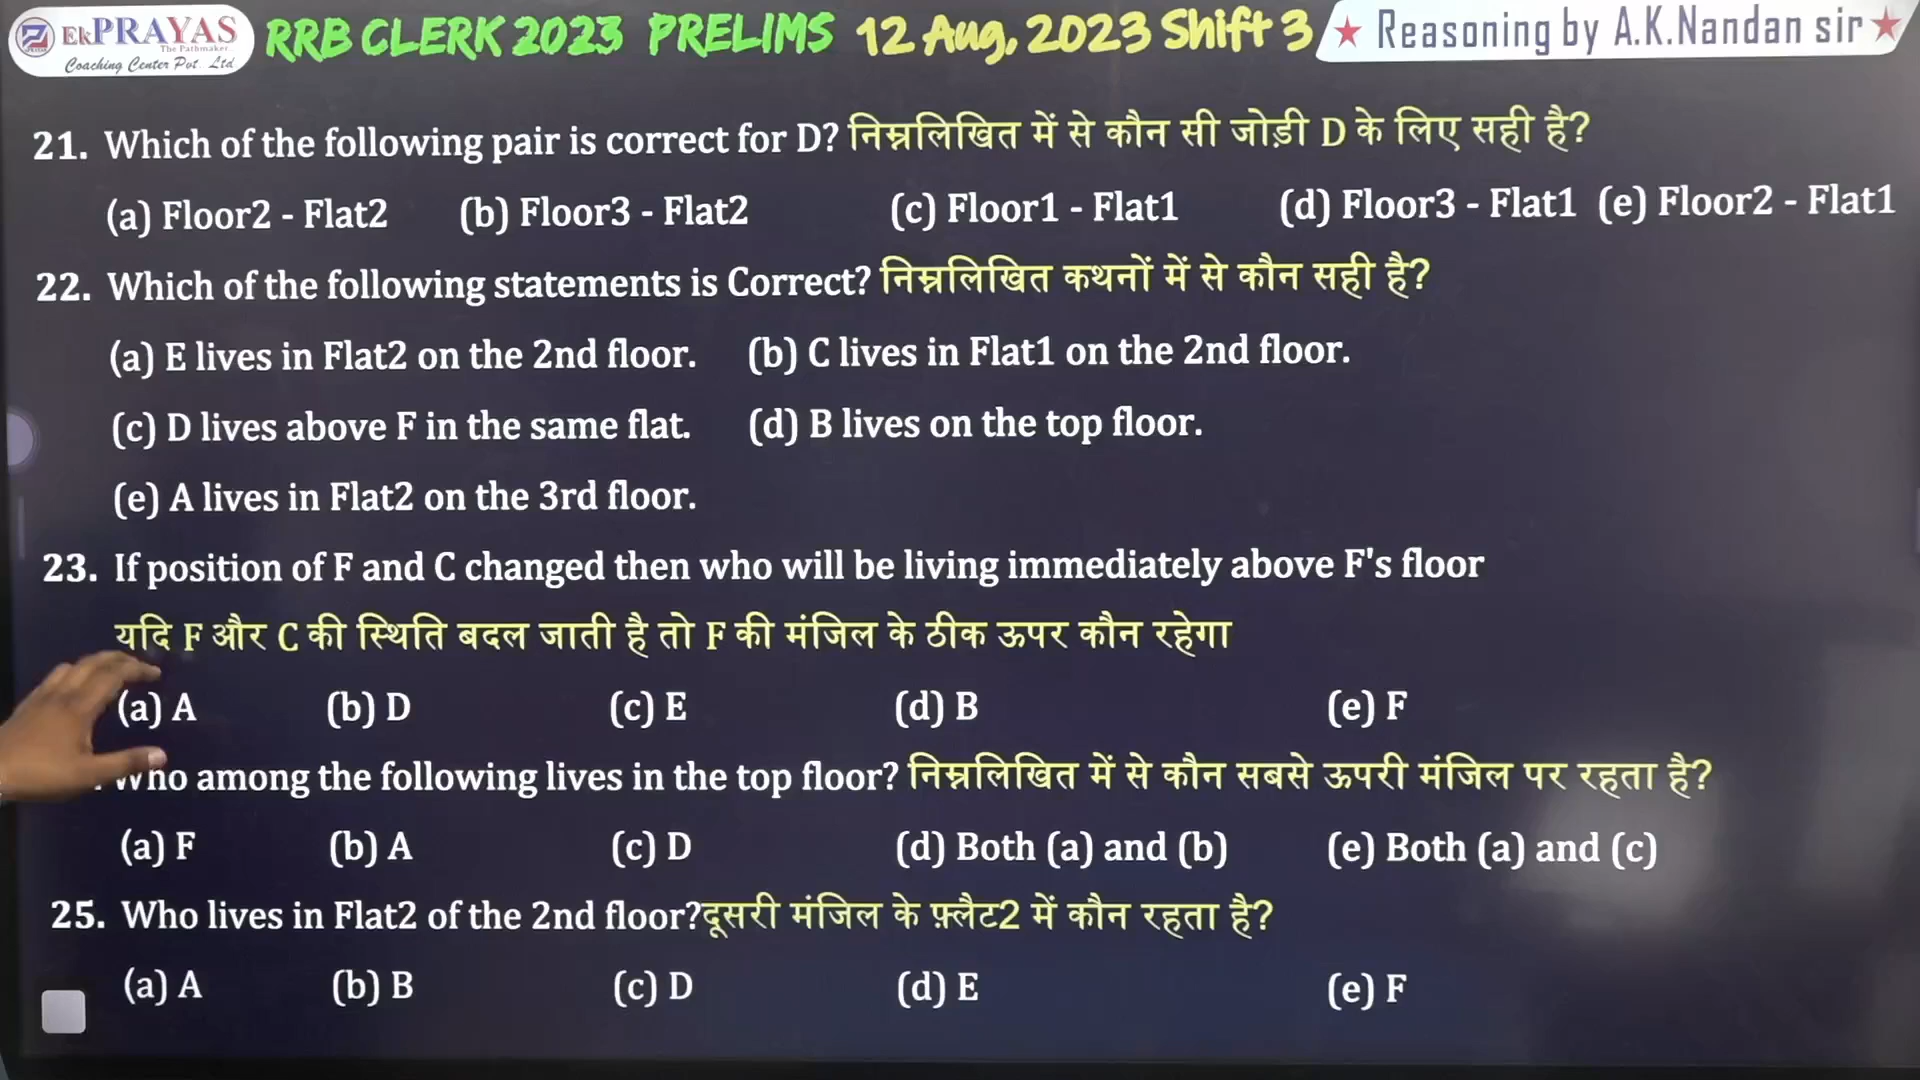 EkPRAYAS
The Pathmaker
Coaching Center Pvt. Ltd
RRB CLERK 2023 PRELIMS 12 Aug, 2023 Shift 3
Reasoning by A.K.Nandan sir
21. Which of the following pair is correct for D? निम्नलिखित में से कौन सी जोड़ी D के लिए सही है?
(a) Floor2 - Flat2 (b) Floor3 - Flat2 (c) Floor1 - Flat1 (d) Floor3 - Flat1 (e) Floor2 - Flat1
22. Which of the following statements is Correct? निम्नलिखित कथनों में से कौन सही है?
(a) E lives in Flat2 on the 2nd floor. (b) C lives in Flat1 on the 2nd floor.
(c) D lives above F in the same flat. (d) B lives on the top floor.
(e) A lives in Flat2 on the 3rd floor.
23. If position of F and C changed then who will be living immediately above F's floor
यदि F और C की स्थिति बदल जाती है तो F की मंजिल के ठीक ऊपर कौन रहेगा
(a) A (b) D (c) E (d) B (e) F
Who among the following lives in the top floor? निम्नलिखित में से कौन सबसे ऊपरी मंजिल पर रहता है?
(a) F (b) A (c) D (d) Both (a) and (b) (e) Both (a) and (c)
25. Who lives in Flat2 of the 2nd floor?दूसरी मंजिल के फ़्लैट2 में कौन रहता है?
(a) A (b) B (c) D (d) E (e) F